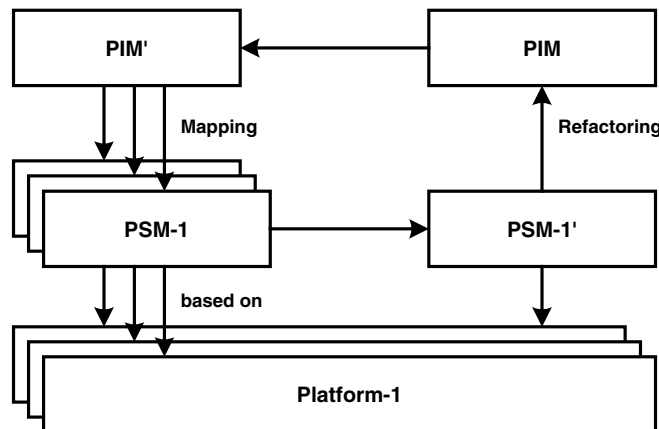 PIM'
PIM
Mapping
Refactoring
PSM-1
PSM-1'
based on
Platform-1